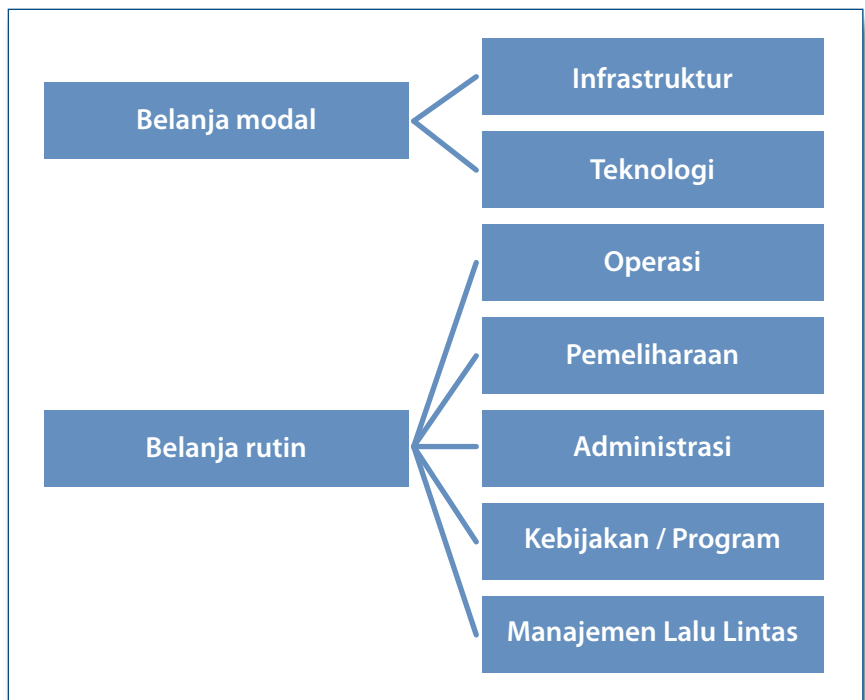 Belanja modal
Infrastruktur
Teknologi
Belanja rutin
Operasi
Pemeliharaan
Administrasi
Kebijakan / Program
Manajemen Lalu Lintas